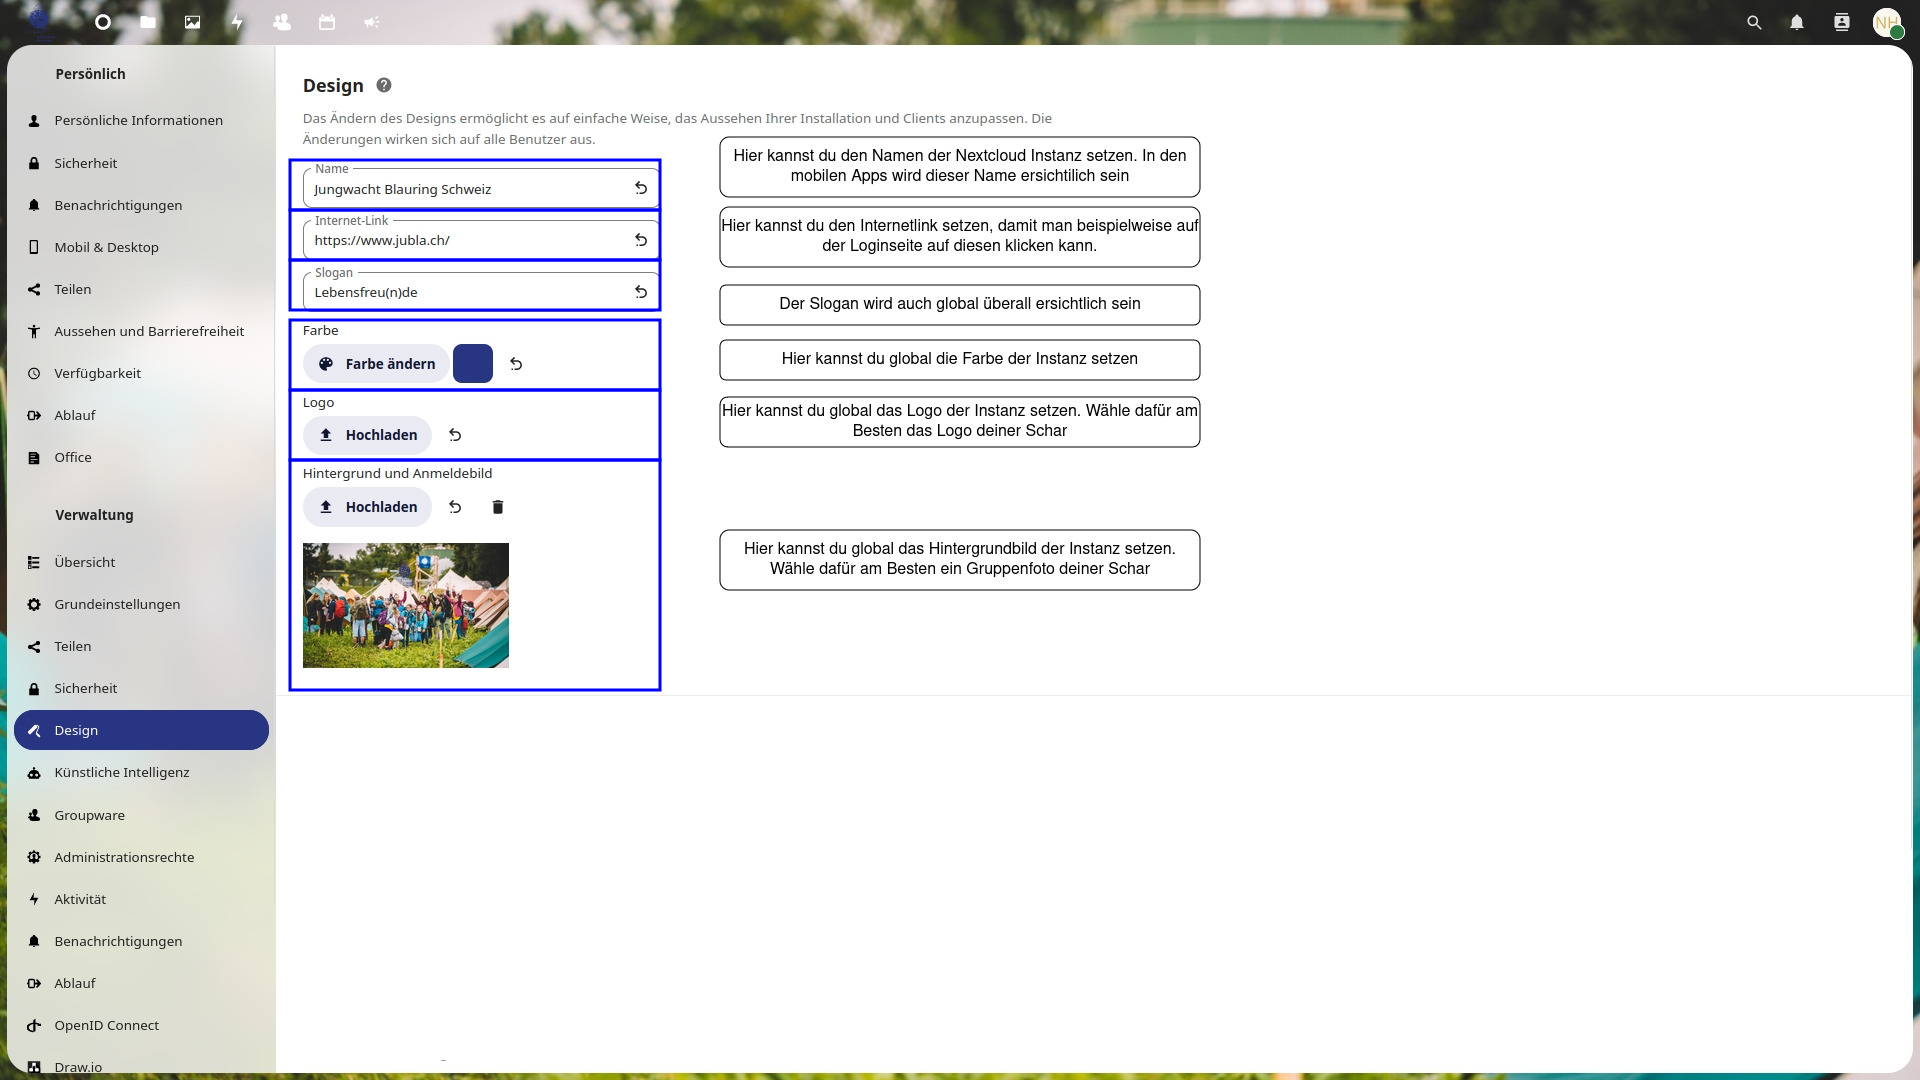 NH
Persönlich
Persönliche Informationen
Sicherheit
Benachrichtigungen
Mobil & Desktop
Teilen
Aussehen und Barrierefreiheit
Verfügbarkeit
Ablauf
Office
Verwaltung
Übersicht
Grundeinstellungen
Teilen
Sicherheit
Design
Künstliche Intelligenz
Groupware
Administrationsrechte
Aktivität
Benachrichtigungen
Ablauf
OpenID Connect
Draw.io
Design
Das Ändern des Designs ermöglicht es auf einfache Weise, das Aussehen Ihrer Installation und Clients anzupassen. Die
Änderungen wirken sich auf alle Benutzer aus.
Name
Jungwacht Blauring Schweiz
Internet-Link
https://www.jubla.ch/
Slogan
Lebensfreu(n)de
Farbe
Farbe ändern
Logo
Hochladen
Hintergrund und Anmeldebild
Hochladen
Hier kannst du den Namen der Nextcloud Instanz setzen. In den
mobilen Apps wird dieser Name ersichtilich sein
Hier kannst du den Internetlink setzen, damit man beispielweise auf
der Loginseite auf diesen klicken kann.
Der Slogan wird auch global überall ersichtlich sein
Hier kannst du global die Farbe der Instanz setzen
Hier kannst du global das Logo der Instanz setzen. Wähle dafür am
Besten das Logo deiner Schar
Hier kannst du global das Hintergrundbild der Instanz setzen.
Wähle dafür am Besten ein Gruppenfoto deiner Schar